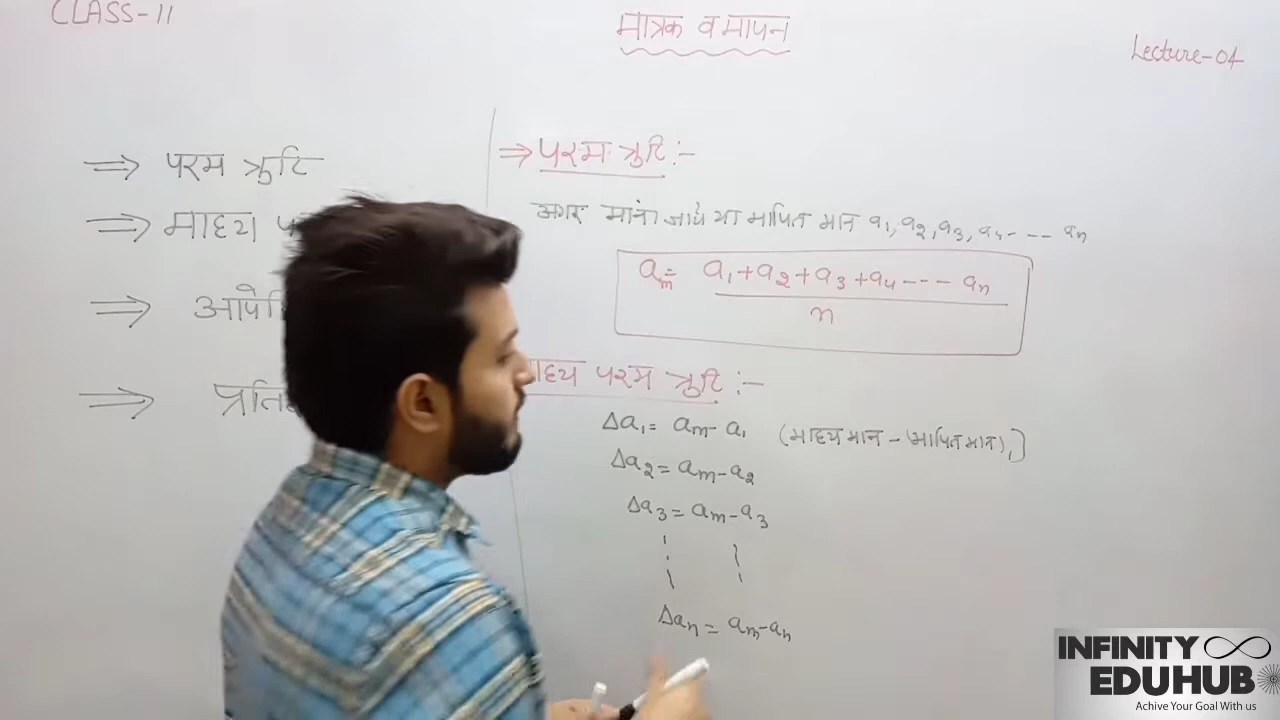 CLASS-11
मात्रक व मापन
Lecture-04
⇒ परम त्रुटि
⇒ माध्य
⇒
⇒
⇒ परम त्रुटि :-
अगर माना जाये या मापित मान a₁, a₂, a₃, a₄---- aₙ
aₘ = a₁+a₂+a₃+a₄---- aₙ
n
परम त्रुटि :-
Δa₁ = aₘ- a₁ (माध्य मान - मापित मान),]
Δa₂ = aₘ-a₂
Δa₃ = aₘ-a₃
Δaₙ = aₘ-aₙ
INFINITY
EDUHUB
Achive Your Goal With us